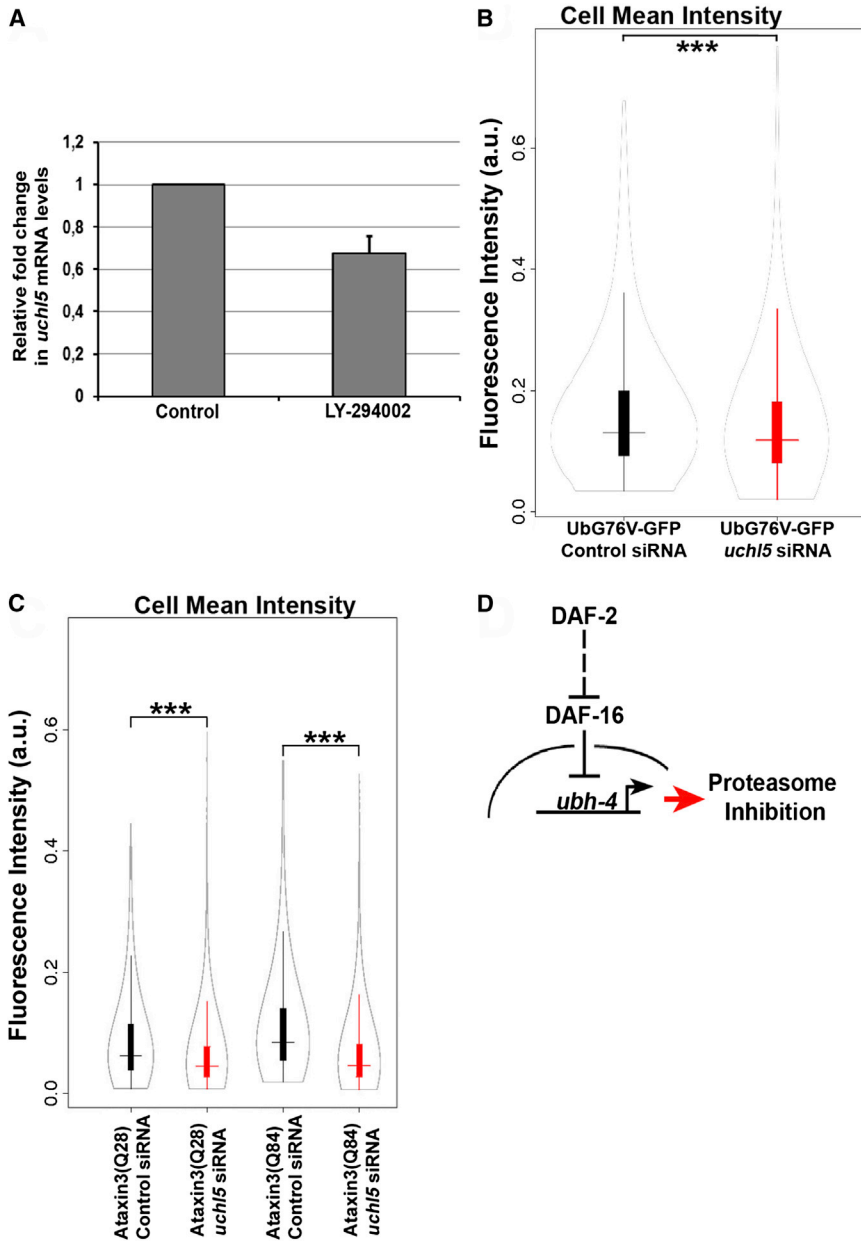 A
Relative fold change
in uchl5 mRNA levels
1,2
1
0,8
0,6
0,4
0,2
0
Control
LY-294002
B
Cell Mean Intensity
***
Fluorescence Intensity (a.u.)
0.6
0.4
0.2
0.0
UbG76V-GFP
Control siRNA
UbG76V-GFP
uchl5 siRNA
C
Cell Mean Intensity
***
***
Fluorescence Intensity (a.u.)
0.6
0.4
0.2
0.0
Ataxin3(Q28)
Control siRNA
Ataxin3(Q28)
uchl5 siRNA
Ataxin3(Q84)
Control siRNA
Ataxin3(Q84)
uchl5 siRNA
D
DAF-2
DAF-16
ubh-4
Proteasome
Inhibition